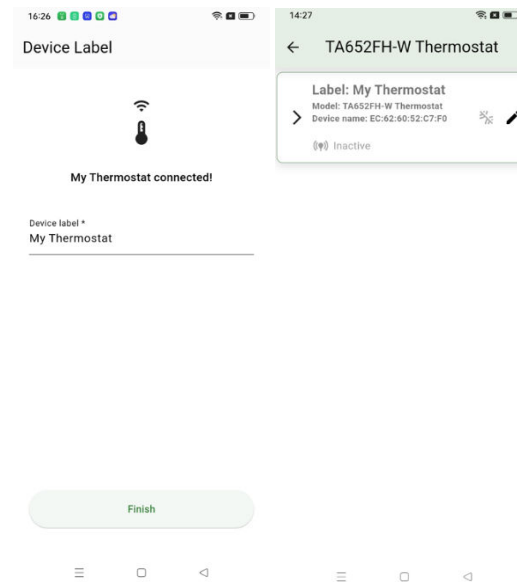 16:26
Device Label
My Thermostat connected!
Device label *
My Thermostat
Finish
14:27
TA652FH-W Thermostat
Label: My Thermostat
Model: TA652FH-W Thermostat
Device name: EC:62:60:52:C7:F0
Inactive